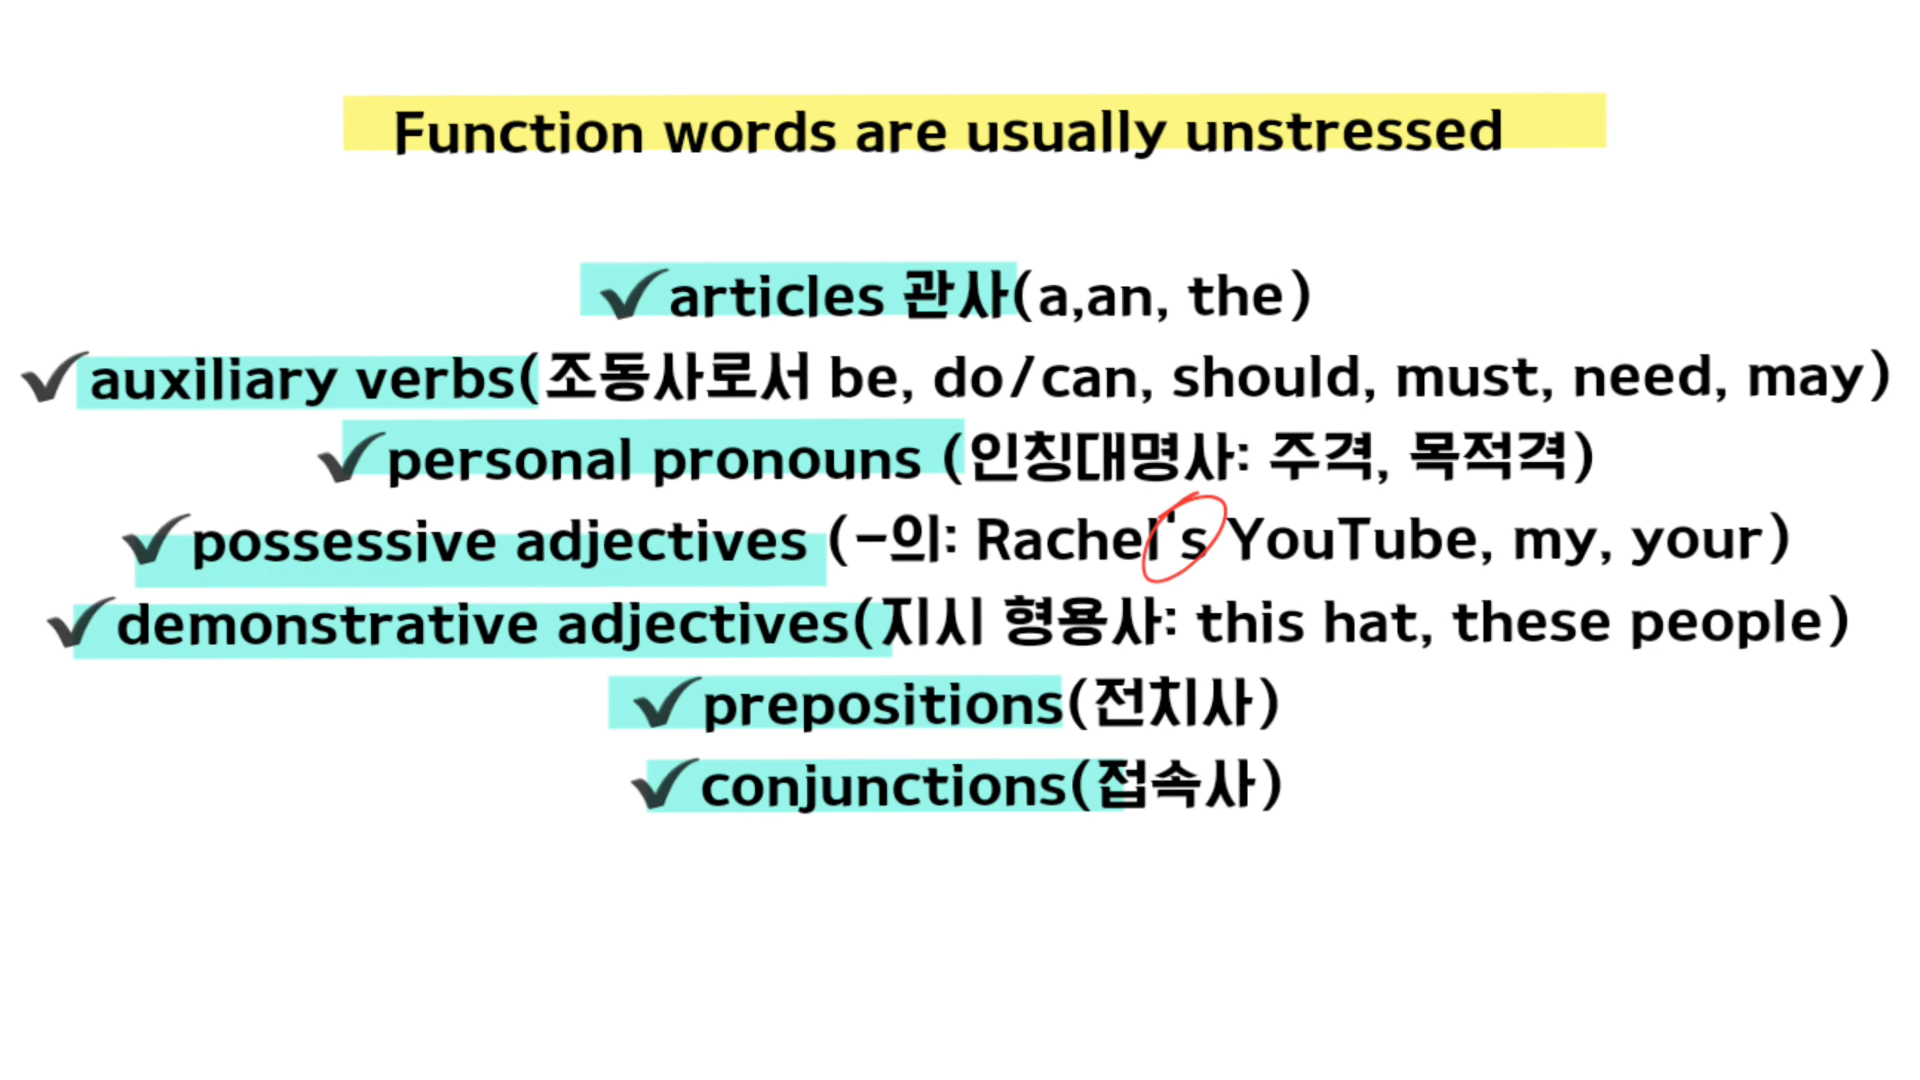 Function words are usually unstressed
✔articles 관사(a,an, the)
✔auxiliary verbs(조동사로서 be, do/can, should, must, need, may)
✔personal pronouns (인칭대명사: 주격, 목적격)
✔possessive adjectives (-의: Rachel's YouTube, my, your)
✔demonstrative adjectives(지시 형용사: this hat, these people)
✔prepositions(전치사)
✔conjunctions(접속사)